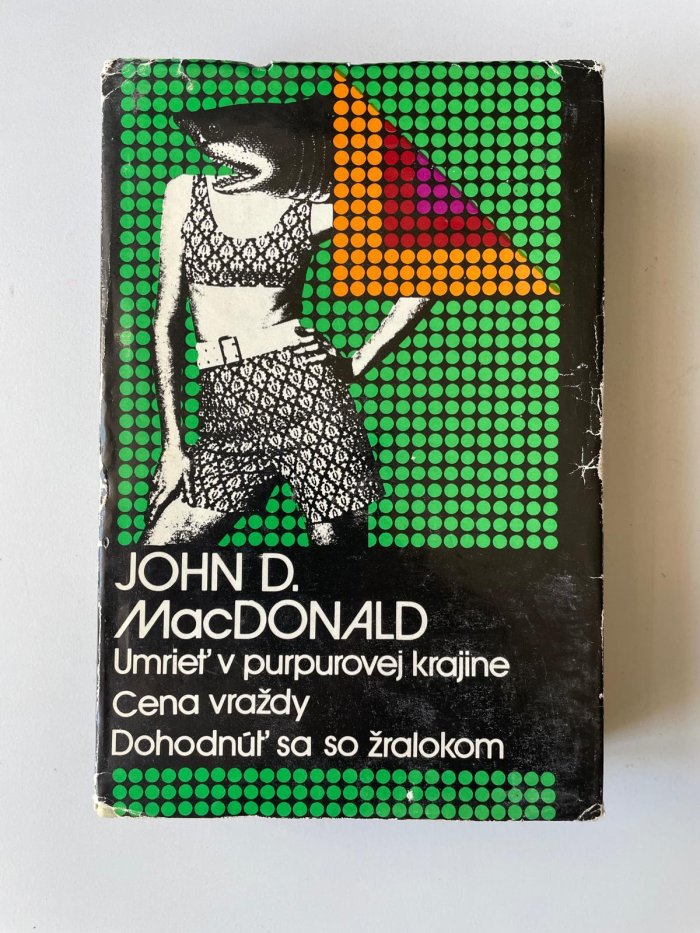 JOHN D.
MacDONALD
Umrieť v purpurovej krajine
Cena vraždy
Dohodnúť sa so žralokom